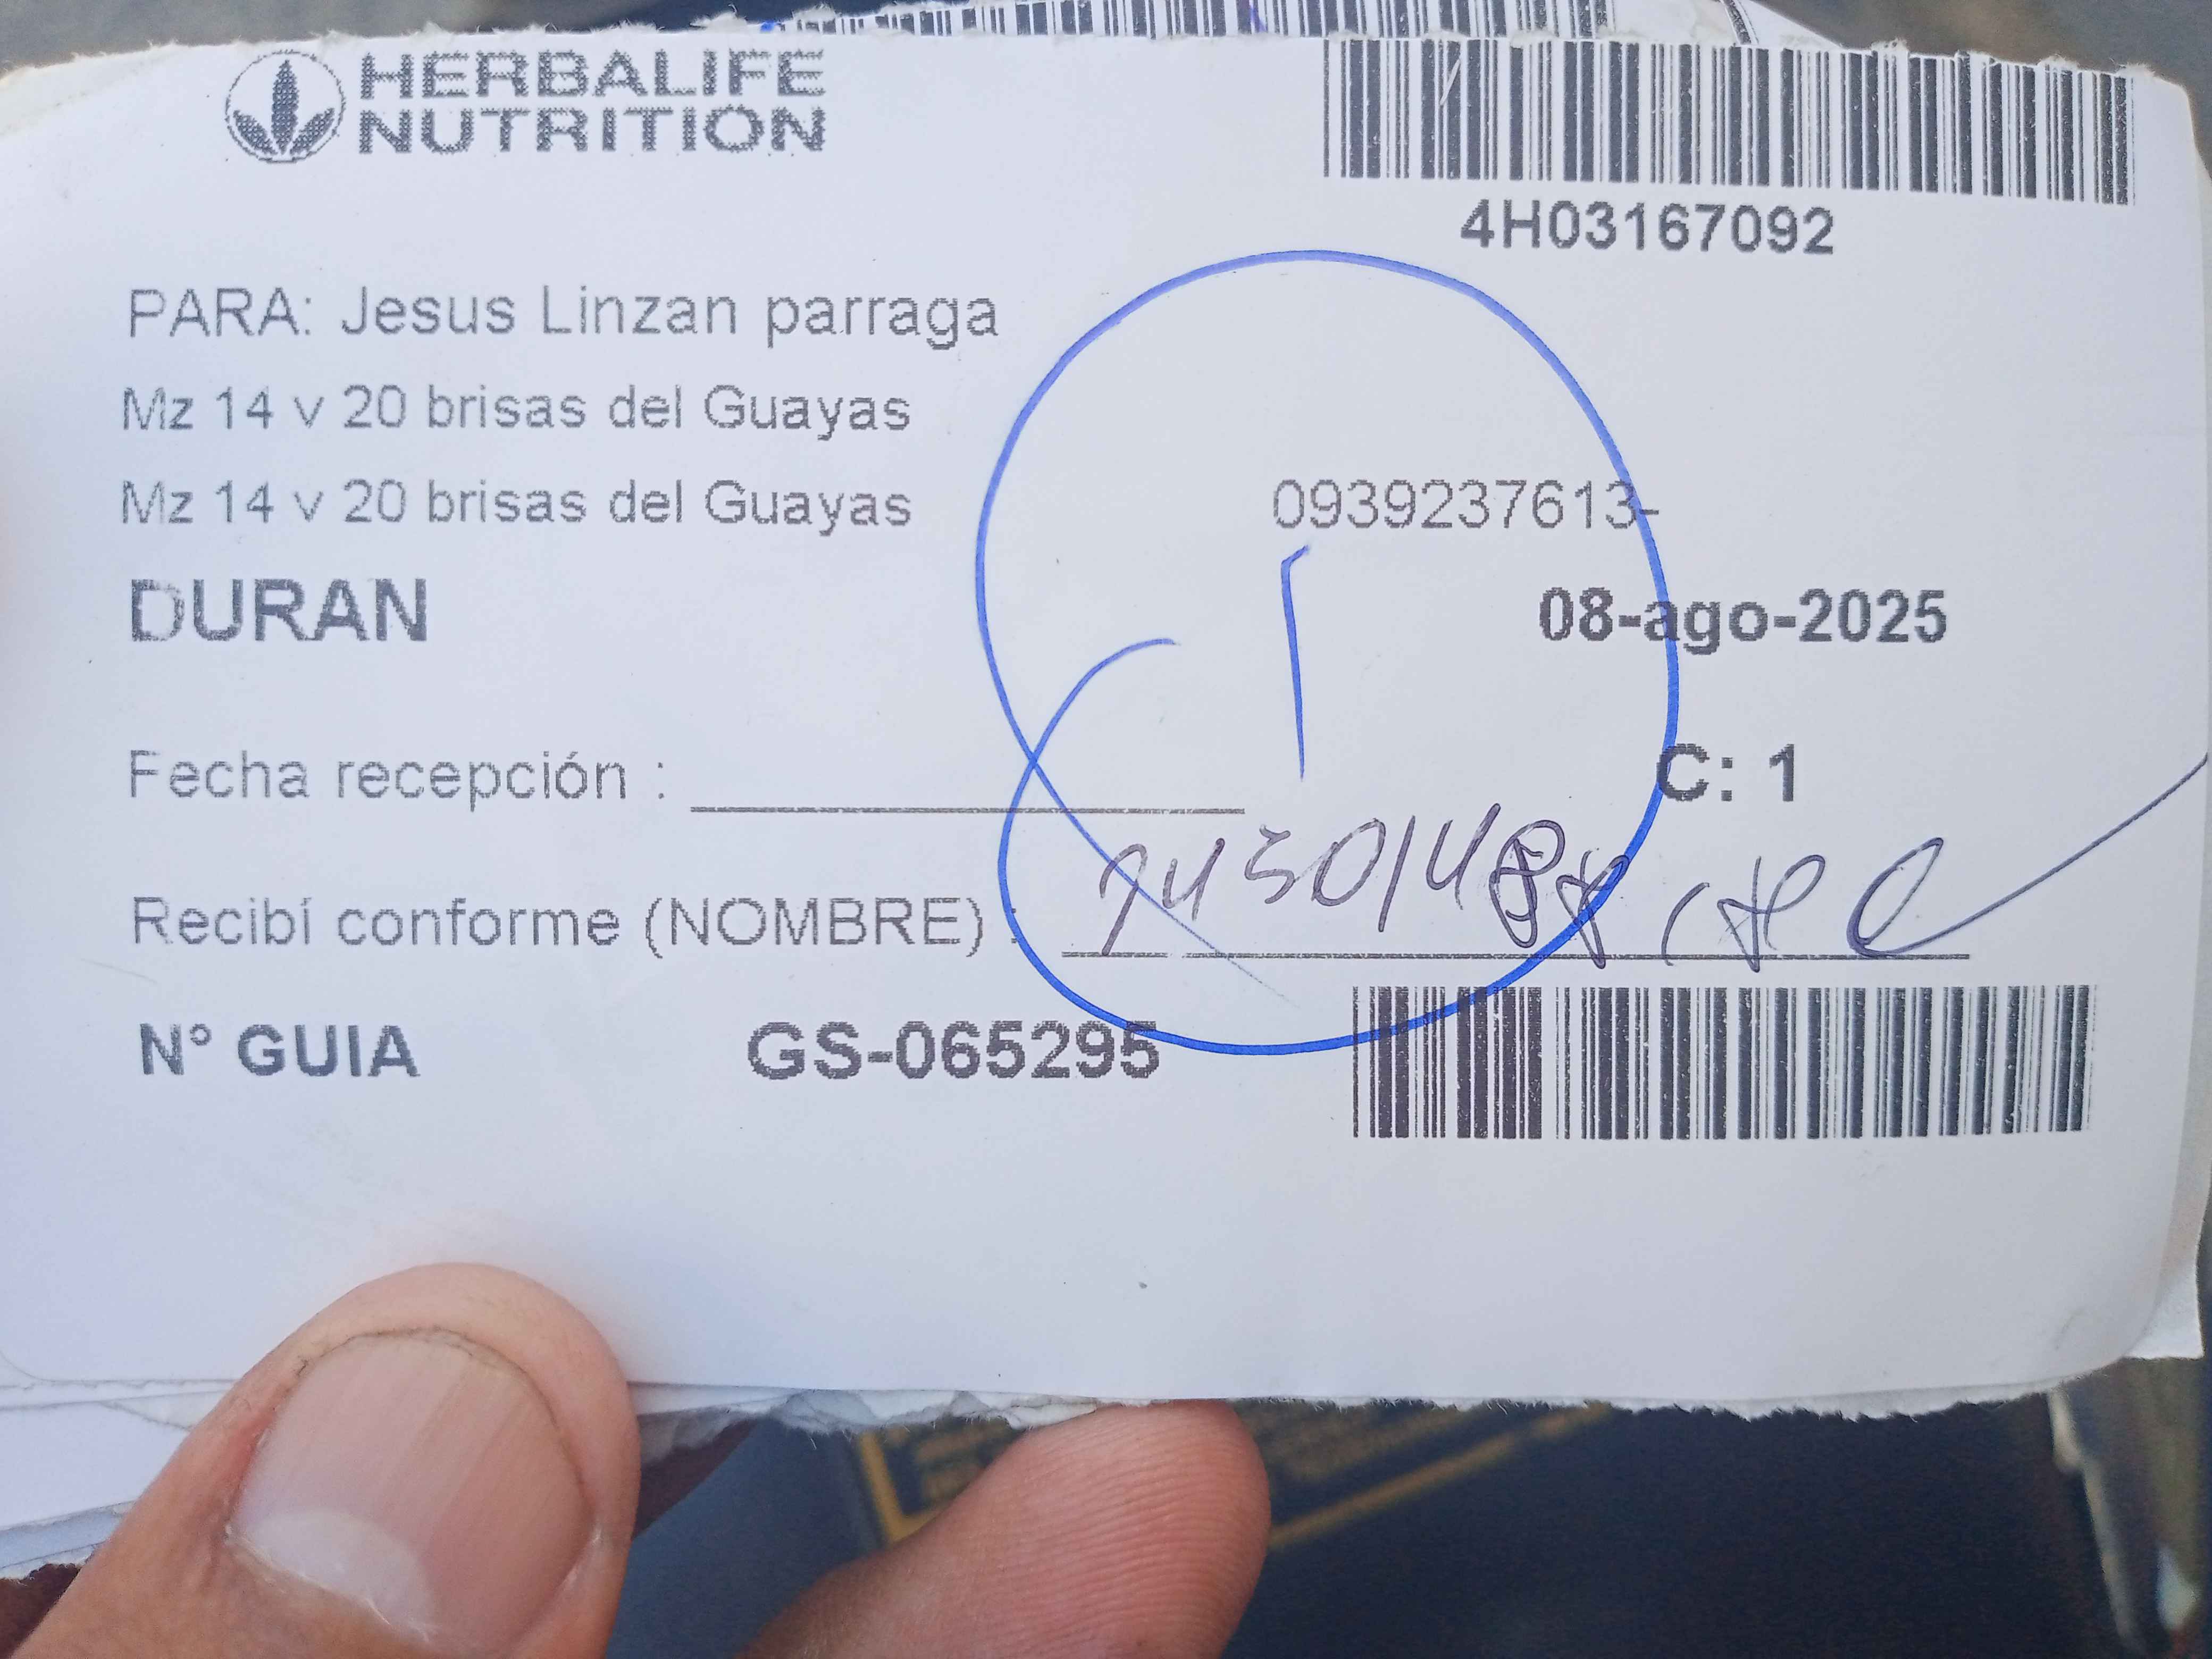 HERBALIFE
NUTRITION
4H03167092
PARA: Jesus Linzan parraga
Mz 14 v 20 brisas del Guayas
Mz 14 v 20 brisas del Guayas
0939237613-
DURAN
08-ago-2025
Fecha recepción :
C: 1
Recibí conforme (NOMBRE) :
N° GUIA
GS-065295